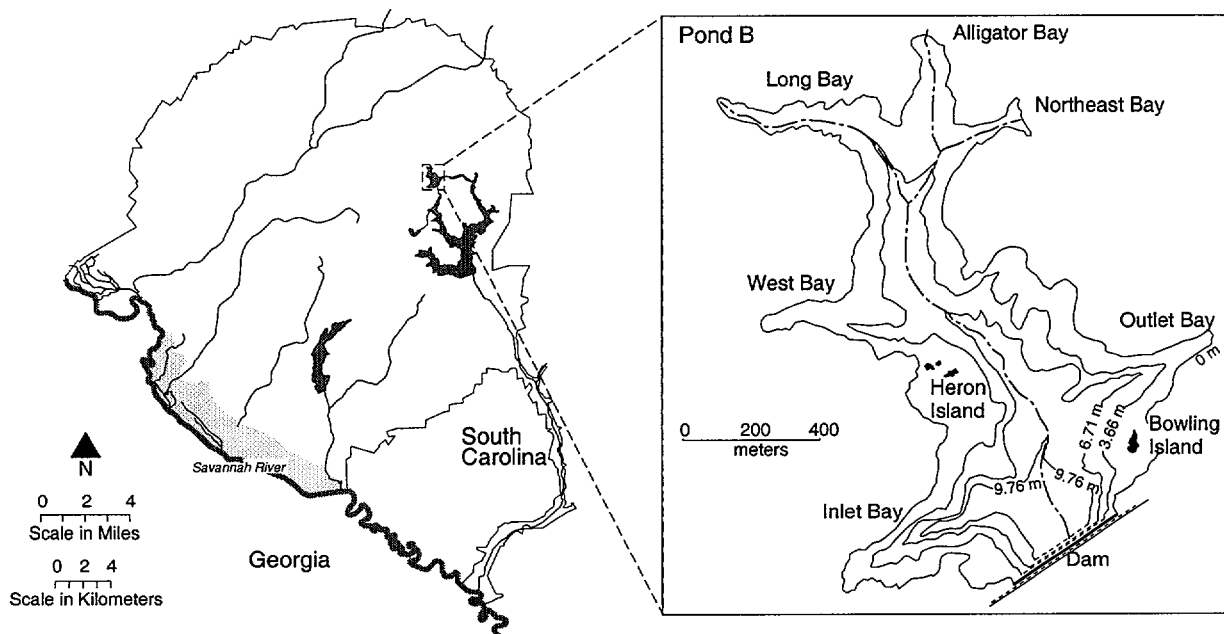 Savannah River
South
Carolina
Georgia
N
0 2 4
Scale in Miles
0 2 4
Scale in Kilometers
Pond B
Alligator Bay
Long Bay
Northeast Bay
West Bay
Outlet Bay
0 m
Heron
Island
6.71 m
3.66 m
Bowling
Island
0 200 400
meters
9.76 m
9.76 m
Inlet Bay
Dam